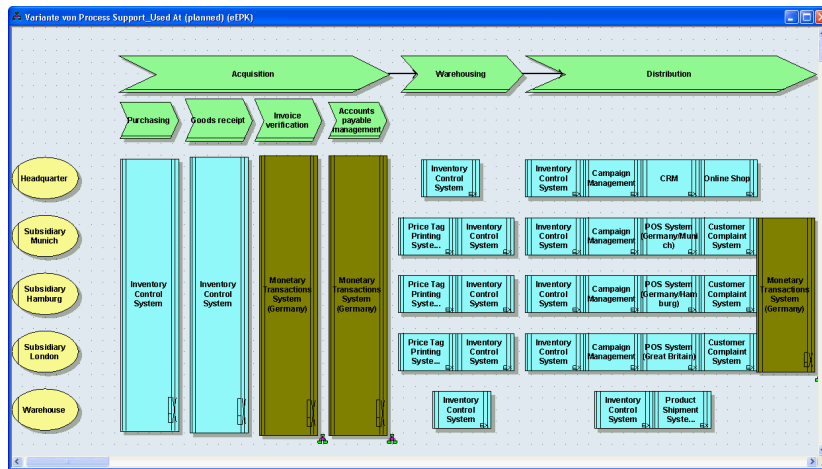 Variante von Process Support_Used At (planned) (eEPK)
Acquisition
Warehousing
Distribution
Purchasing
Goods receipt
Invoice
verification
Accounts
payable
management
Headquarter
Inventory
Control
System
Inventory
Control
System
Campaign
Management
CRM
Online Shop
Subsidiary
Munich
Price Tag
Printing
Syste...
Inventory
Control
System
Inventory
Control
System
Campaign
Management
POS System
(Germany/Muni
ch)
Customer
Complaint
System
Inventory
Control
System
Inventory
Control
System
Monetary
Transactions
System
(Germany)
Monetary
Transactions
System
(Germany)
Monetary
Transactions
System
(Germany)
Subsidiary
Hamburg
Price Tag
Printing
Syste...
Inventory
Control
System
Inventory
Control
System
Campaign
Management
POS System
(Germany/Ham
burg)
Customer
Complaint
System
Subsidiary
London
Price Tag
Printing
Syste...
Inventory
Control
System
Inventory
Control
System
Campaign
Management
POS System
(Great Britain)
Customer
Complaint
System
Warehouse
Inventory
Control
System
Inventory
Control
System
Product
Shipment
Syste...